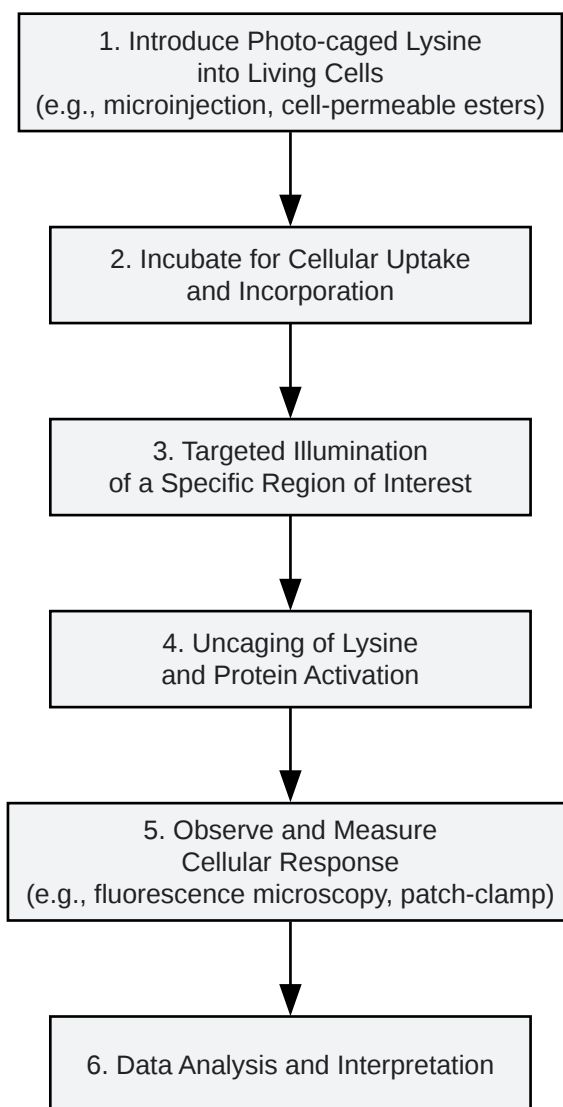 1. Introduce Photo-caged Lysine
into Living Cells
(e.g., microinjection, cell-permeable esters)
2. Incubate for Cellular Uptake
and Incorporation
3. Targeted Illumination
of a Specific Region of Interest
4. Uncaging of Lysine
and Protein Activation
5. Observe and Measure
Cellular Response
(e.g., fluorescence microscopy, patch-clamp)
6. Data Analysis and Interpretation